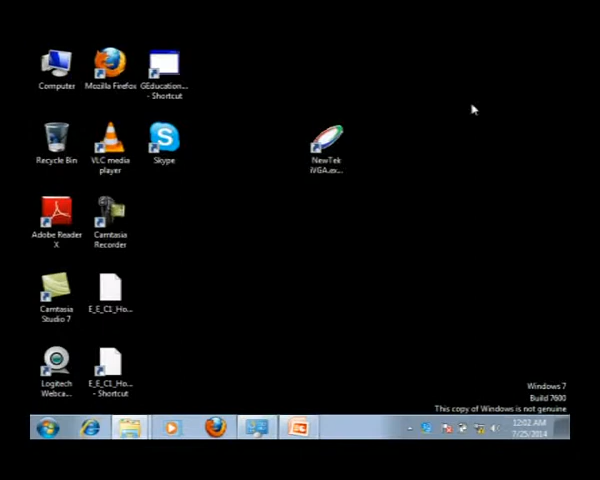 Computer
Mozilla Firefox
GEducation...
- Shortcut
Recycle Bin
VLC media
player
Skype
NewTek
iVGA.ex...
Adobe Reader
X
Camtasia
Recorder
Camtasia
Studio 7
E_E_C1_Ho...
Logitech
Webca...
E_E_C1_Ho...
- Shortcut
Windows 7
Build 7600
This copy of Windows is not genuine
12:02 AM
7/25/2014